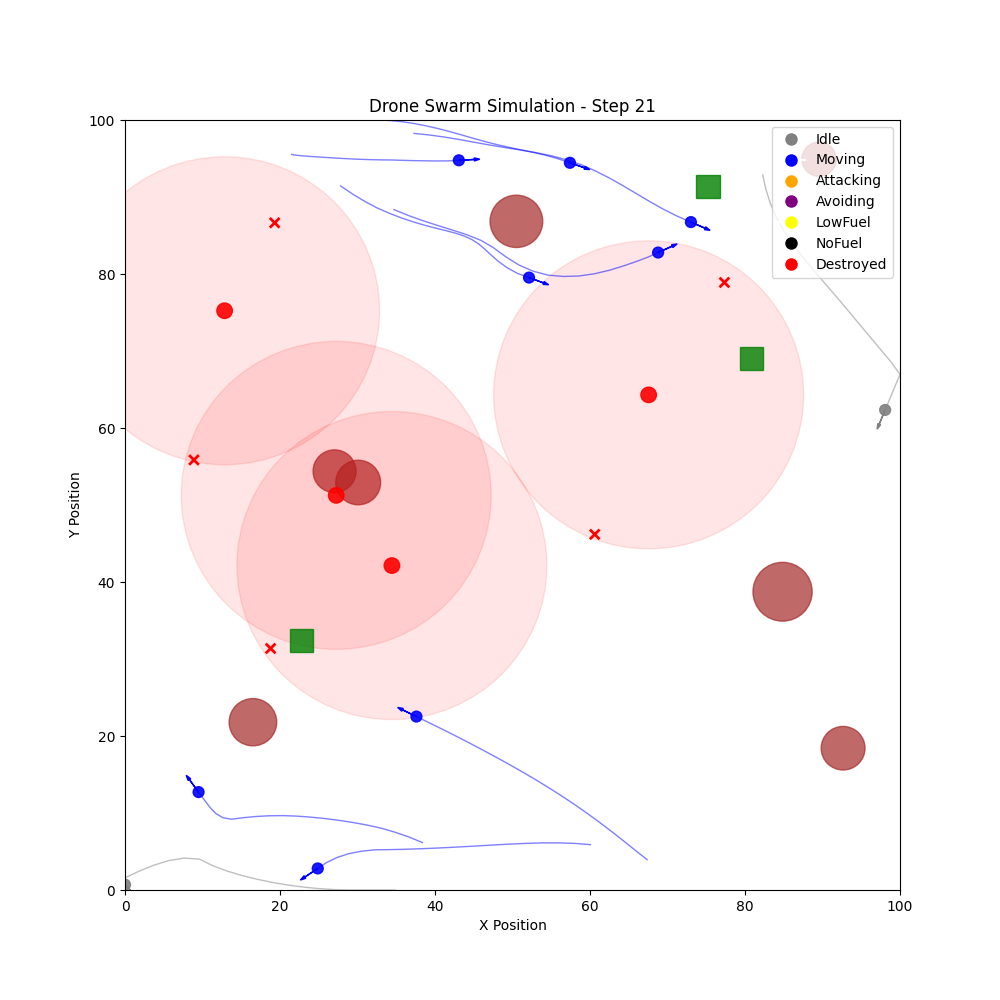 Drone Swarm Simulation - Step 21
100
80
60
40
20
0
Y Position
0 20 40 60 80 100
X Position
Idle
Moving
Attacking
Avoiding
LowFuel
NoFuel
Destroyed